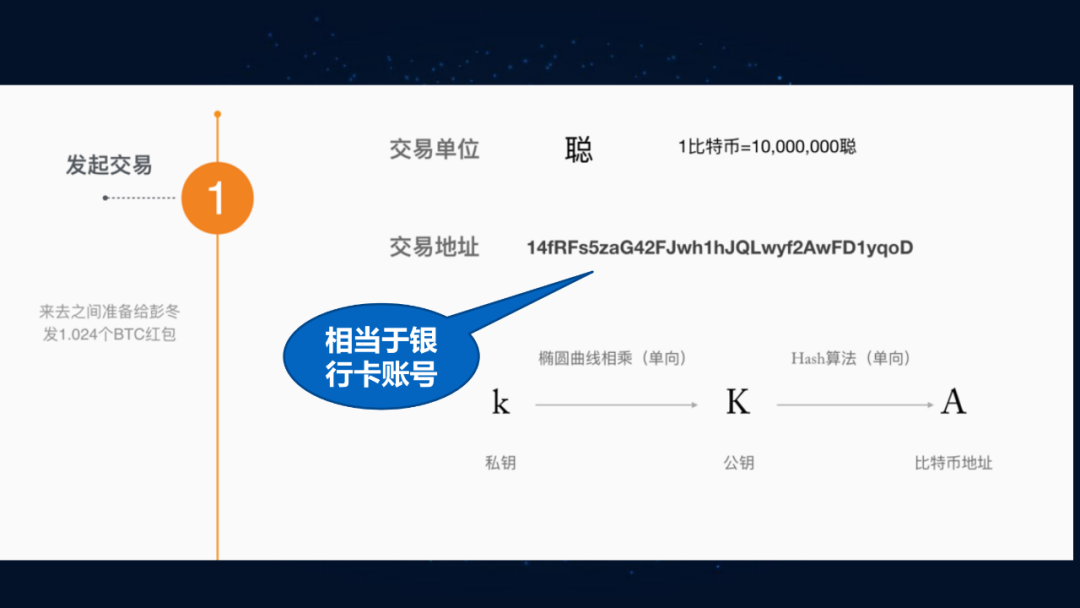 发起交易
1
来去之间准备给彭冬
发1.024个BTC红包
交易单位 聪 1比特币=10,000,000聪
交易地址 14fRFs5zaG42FJwh1hJQLwyf2AwFD1yqoD
相当于银
行卡账号
椭圆曲线相乘（单向） Hash算法（单向）
k K A
私钥 公钥 比特币地址